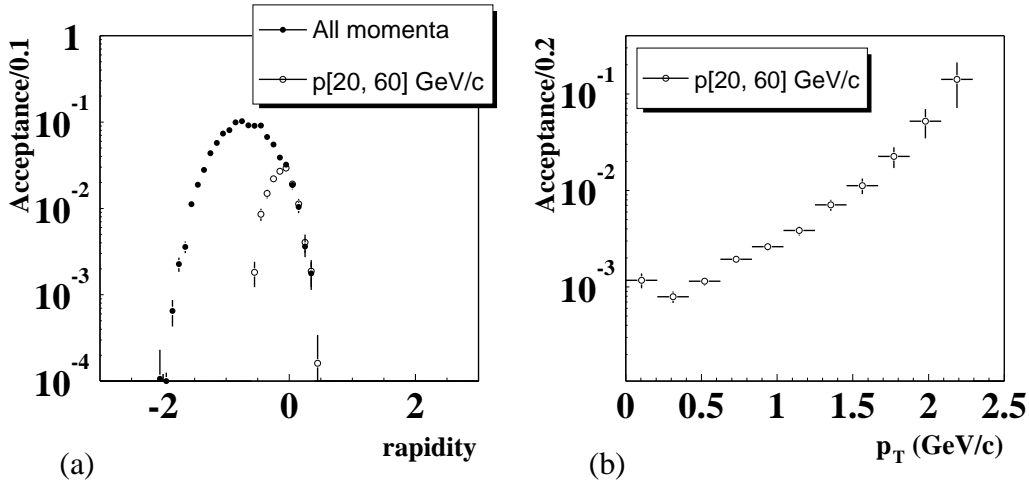 Acceptance/0.1
1
10^-1
10^-2
10^-3
10^-4
All momenta
p[20, 60] GeV/c
-2 0 2
rapidity
(a)
Acceptance/0.2
10^-1
10^-2
10^-3
p[20, 60] GeV/c
0 0.5 1 1.5 2 2.5
p_T (GeV/c)
(b)